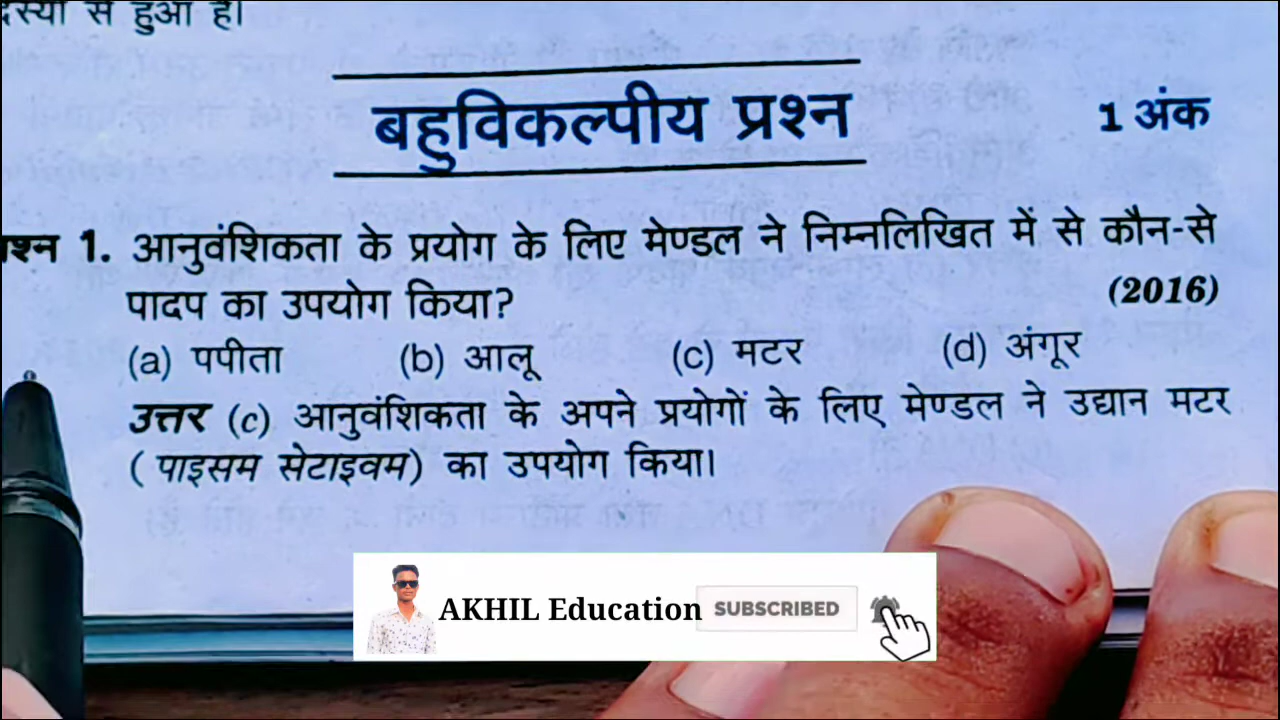 से हुआ है।
बहुविकल्पीय प्रश्न
1 अंक
1. आनुवंशिकता के प्रयोग के लिए मेण्डल ने निम्नलिखित में से कौन-से
पादप का उपयोग किया?
(2016)
(a) पपीता (b) आलू (c) मटर (d) अंगूर
उत्तर (c) आनुवंशिकता के अपने प्रयोगों के लिए मेण्डल ने उद्यान मटर
( पाइसम सेटाइवम) का उपयोग किया।
AKHIL Education SUBSCRIBED